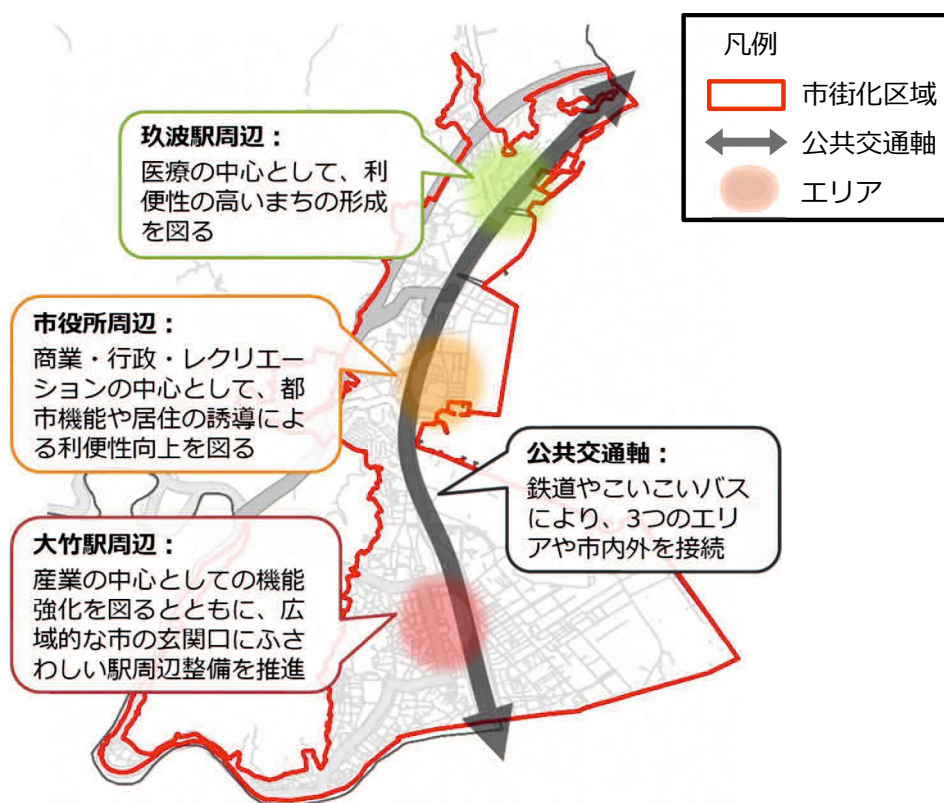 凡例
市街化区域
公共交通軸
エリア
玖波駅周辺：
医療の中心として、利
便性の高いまちの形成
を図る
市役所周辺：
商業・行政・レクリエー
ションの中心として、都
市機能や居住の誘導によ
る利便性向上を図る
公共交通軸：
鉄道やこいこいバス
により、3つのエリ
アや市内外を接続
大竹駅周辺：
産業の中心としての機能
強化を図るとともに、広
域的な市の玄関口にふさ
わしい駅周辺整備を推進